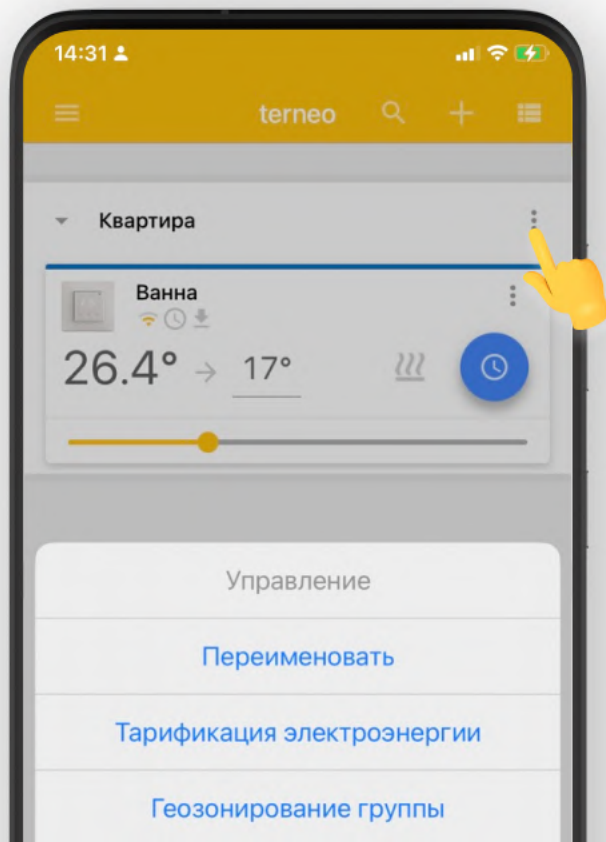 14:31
terneo
Квартира
Ванна
26.4° → 17°
Управление
Переименовать
Тарификация электроэнергии
Геозонирование группы